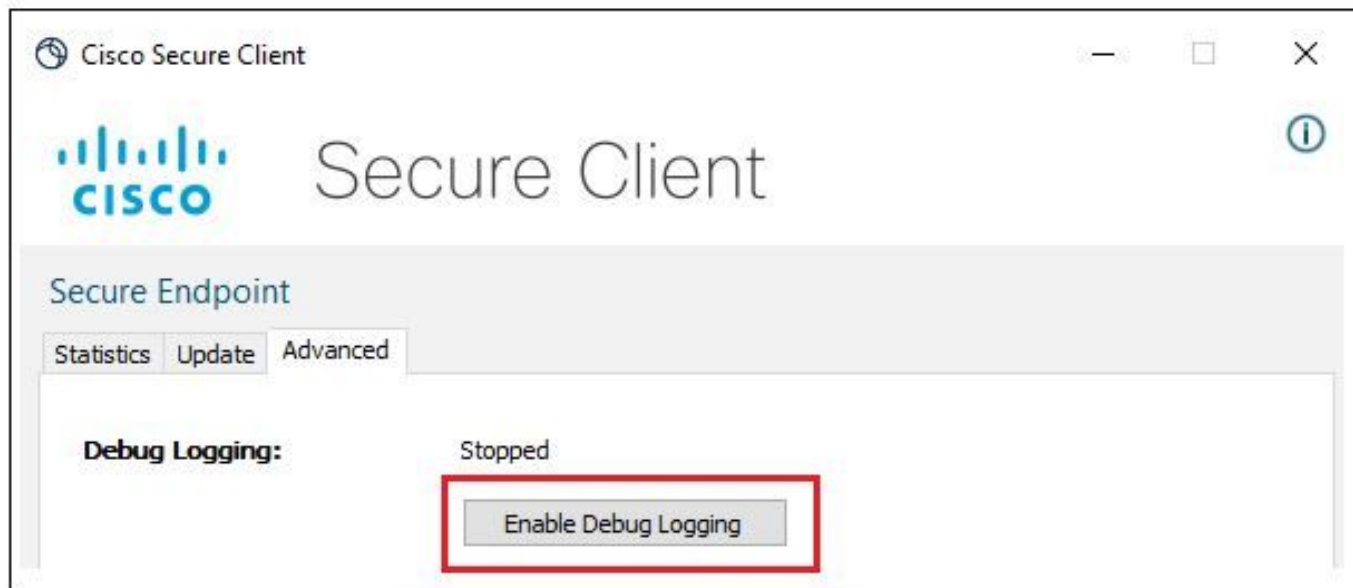 Cisco Secure Client
CISCO
Secure Client
Secure Endpoint
Statistics Update Advanced
Debug Logging: Stopped
Enable Debug Logging